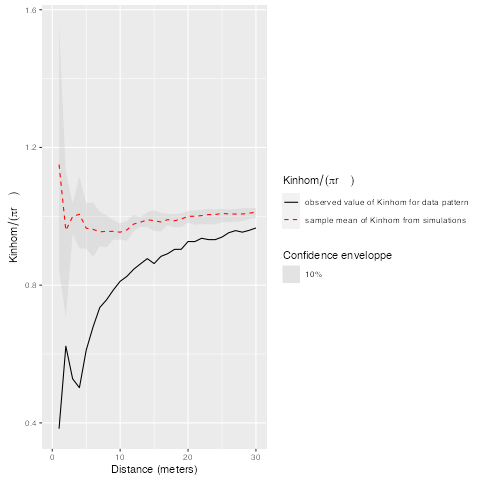 1.6
1.2
0.8
0.4
Kinhom/(πr )
0
10
20
30
Distance (meters)
Kinhom/(πr )
observed value of Kinhom for data pattern
sample mean of Kinhom from simulations
Confidence enveloppe
10%